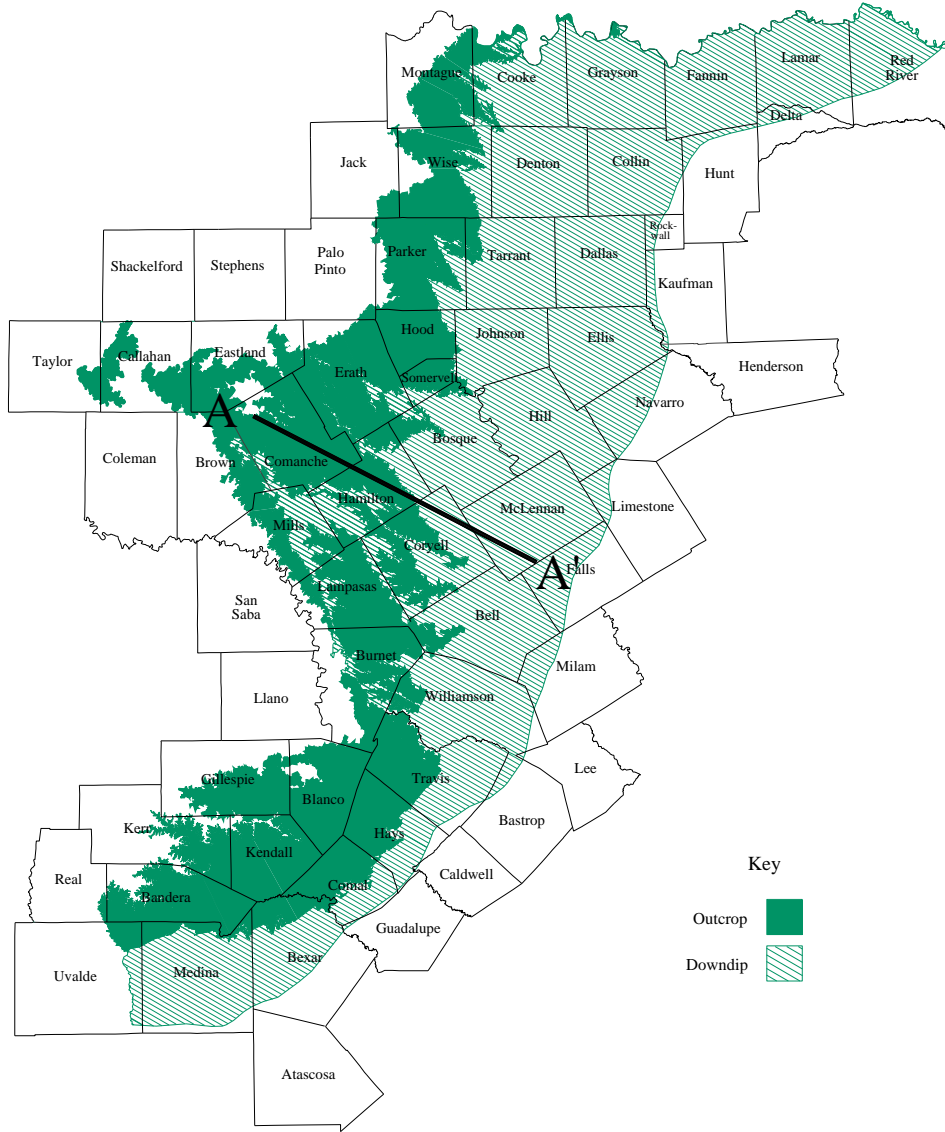 Lamar
Red
River
Montague
Cooke
Grayson
Fannin
Delta
Jack
Wise
Denton
Collin
Hunt
Rock-
wall
Shackelford
Stephens
Palo
Pinto
Parker
Tarrant
Dallas
Kaufman
Taylor
Callahan
Eastland
Hood
Johnson
Ellis
Erath
Somervell
Henderson
A
Navarro
Hill
Bosque
Coleman
Brown
Comanche
Hamilton
McLennan
Limestone
Mills
Coryell
A'
Falls
Lampasas
San
Saba
Bell
Burnet
Milam
Llano
Williamson
Gillespie
Travis
Lee
Blanco
Bastrop
Kerr
Hays
Kendall
Key
Real
Caldwell
Bandera
Comal
Outcrop
Guadalupe
Bexar
Downdip
Uvalde
Medina
Atascosa